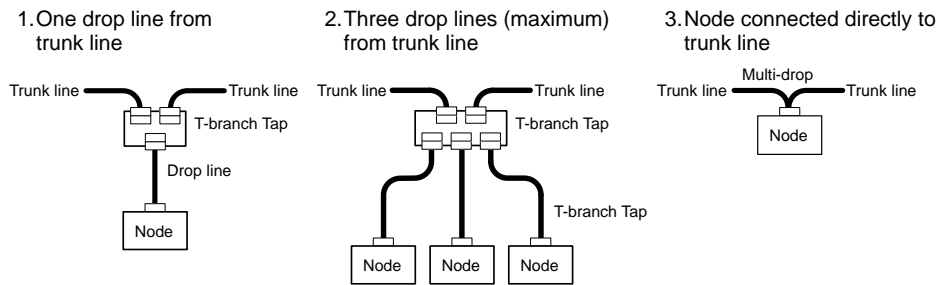 1. One drop line from
trunk line
Trunk line
Trunk line
T-branch Tap
Drop line
Node
2. Three drop lines (maximum)
from trunk line
Trunk line
Trunk line
T-branch Tap
T-branch Tap
Node
Node
Node
3. Node connected directly to
trunk line
Multi-drop
Trunk line
Trunk line
Node